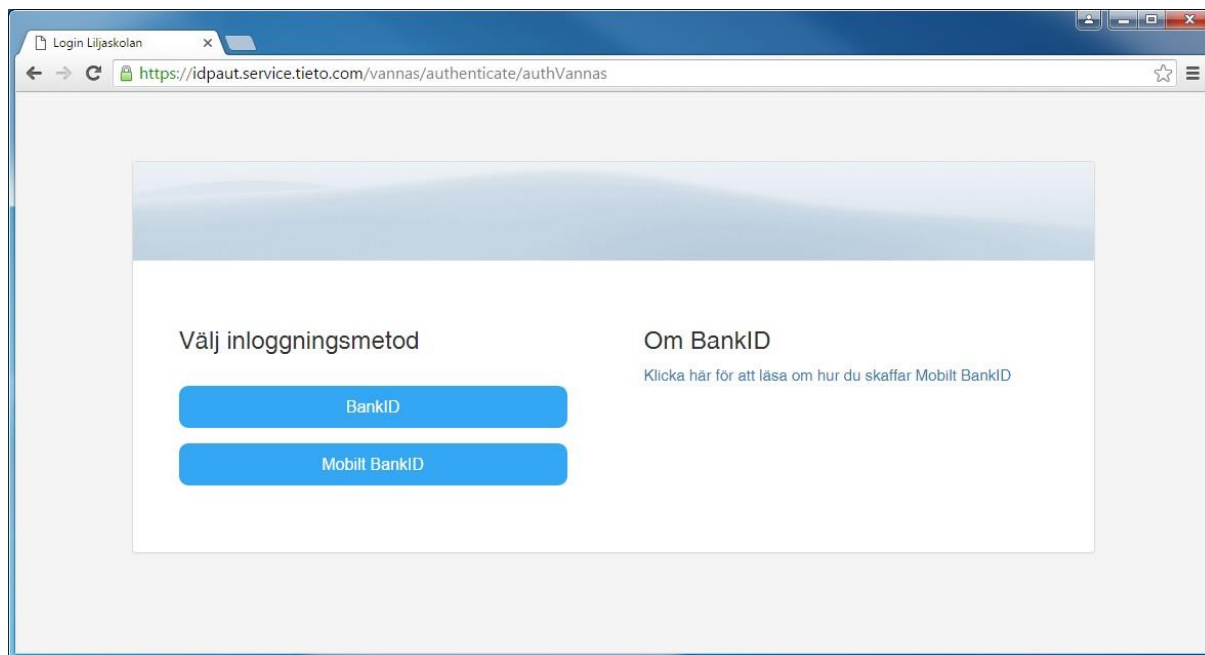 Login Liljaskolan
https://idpaut.service.tieto.com/vannas/authenticate/authVannas
Välj inloggningsmetod
BankID
Mobilt BankID
Om BankID
Klicka här för att läsa om hur du skaffar Mobilt BankID